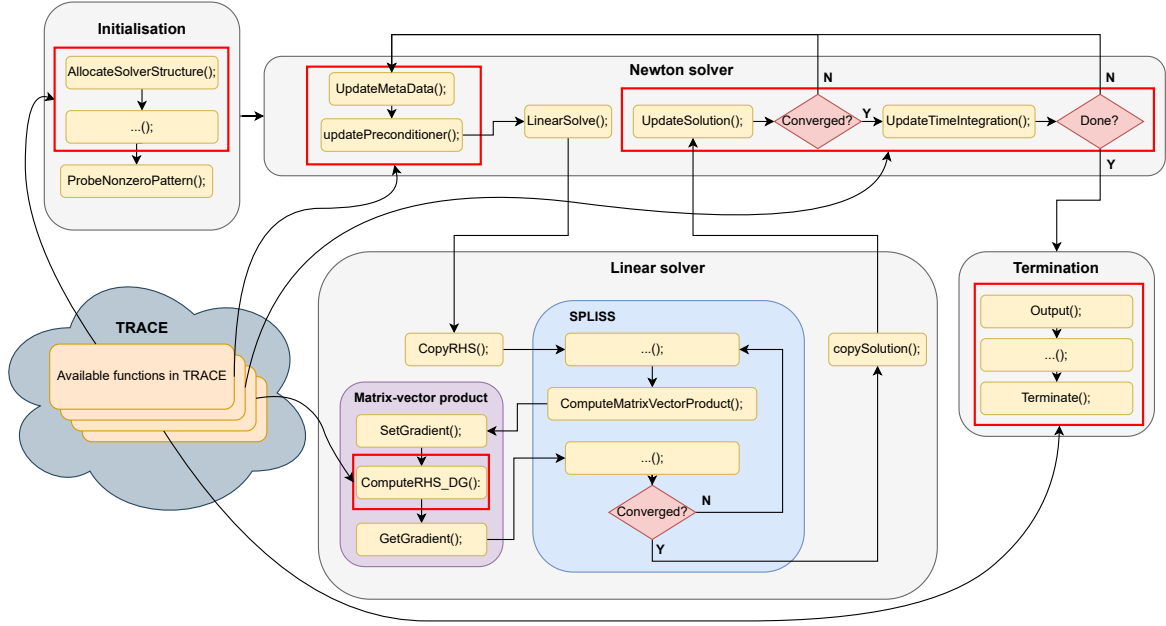 Initialisation
AllocateSolverStructure();
...();
ProbeNonzeroPattern();
Newton solver
UpdateMetaData();
updatePreconditioner();
LinearSolve();
UpdateSolution();
N
Converged?
Y
UpdateTimeIntegration();
N
Done?
Y
TRACE
Available functions in TRACE
Linear solver
CopyRHS();
SPLISS
...();
ComputeMatrixVectorProduct();
...();
Converged?
N
Y
copySolution();
Matrix-vector product
SetGradient();
ComputeRHS_DG():
GetGradient();
Termination
Output();
...();
Terminate();